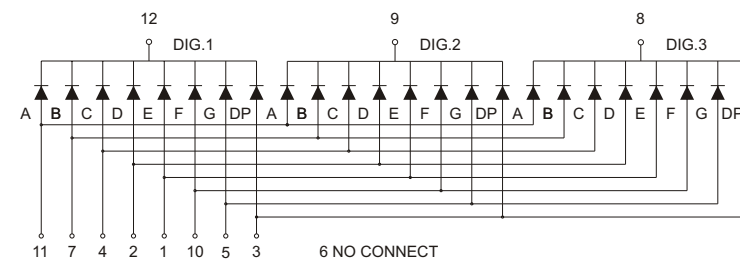 12 9 8
DIG.1 DIG.2 DIG.3
A B C D E F G DP A B C D E F G DP A B C D E F G DP
11 7 4 2 1 10 5 3 6 NO CONNECT